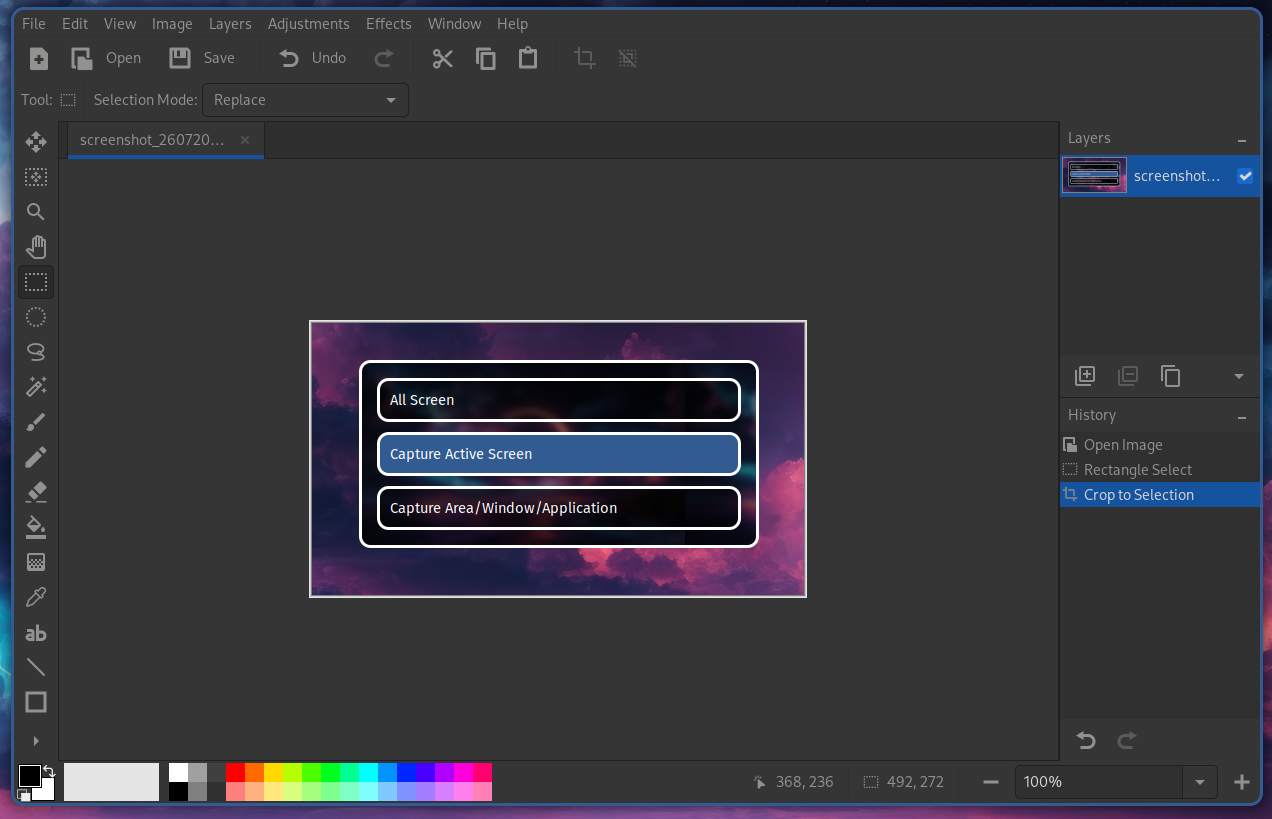 File Edit View Image Layers Adjustments Effects Window Help
Open Save Undo
Tool: Selection Mode: Replace
screenshot_260720...
Layers
screenshot...
All Screen
Capture Active Screen
Capture Area/Window/Application
History
Open Image
Rectangle Select
Crop to Selection
ab
368, 236 492, 272 100%